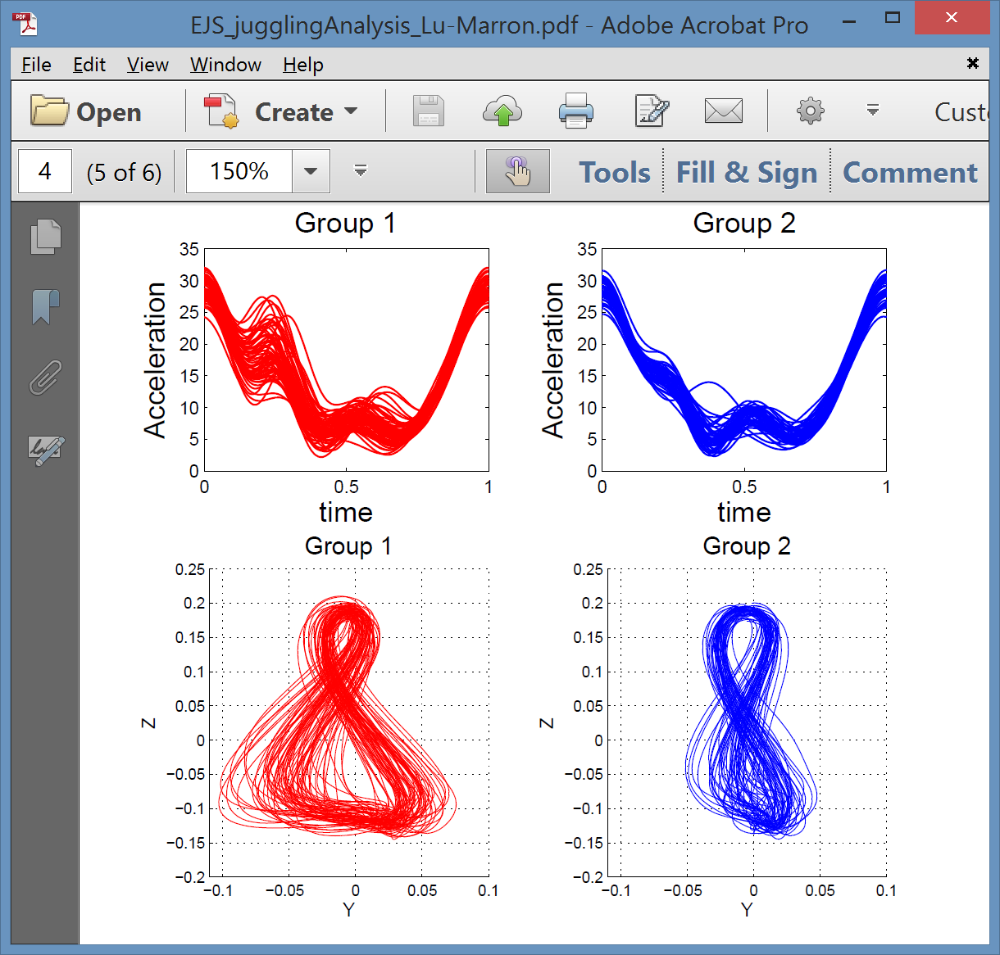 EJS_jugglingAnalysis_Lu-Marron.pdf - Adobe Acrobat Pro
File Edit View Window Help
Open Create
4 (5 of 6) 150% Tools Fill & Sign Comment
Group 1 Group 2
35 35
30 30
25 25
20 20
15 15
10 10
5 5
0 0
Acceleration Acceleration
0 0.5 1 0 0.5 1
time time
Group 1 Group 2
0.25 0.25
0.2 0.2
0.15 0.15
0.1 0.1
0.05 0.05
0 0
−0.05 −0.05
−0.1 −0.1
−0.15 −0.15
−0.2 −0.2
Z Z
−0.1 −0.05 0 0.05 0.1 −0.1 −0.05 0 0.05 0.1
Y Y